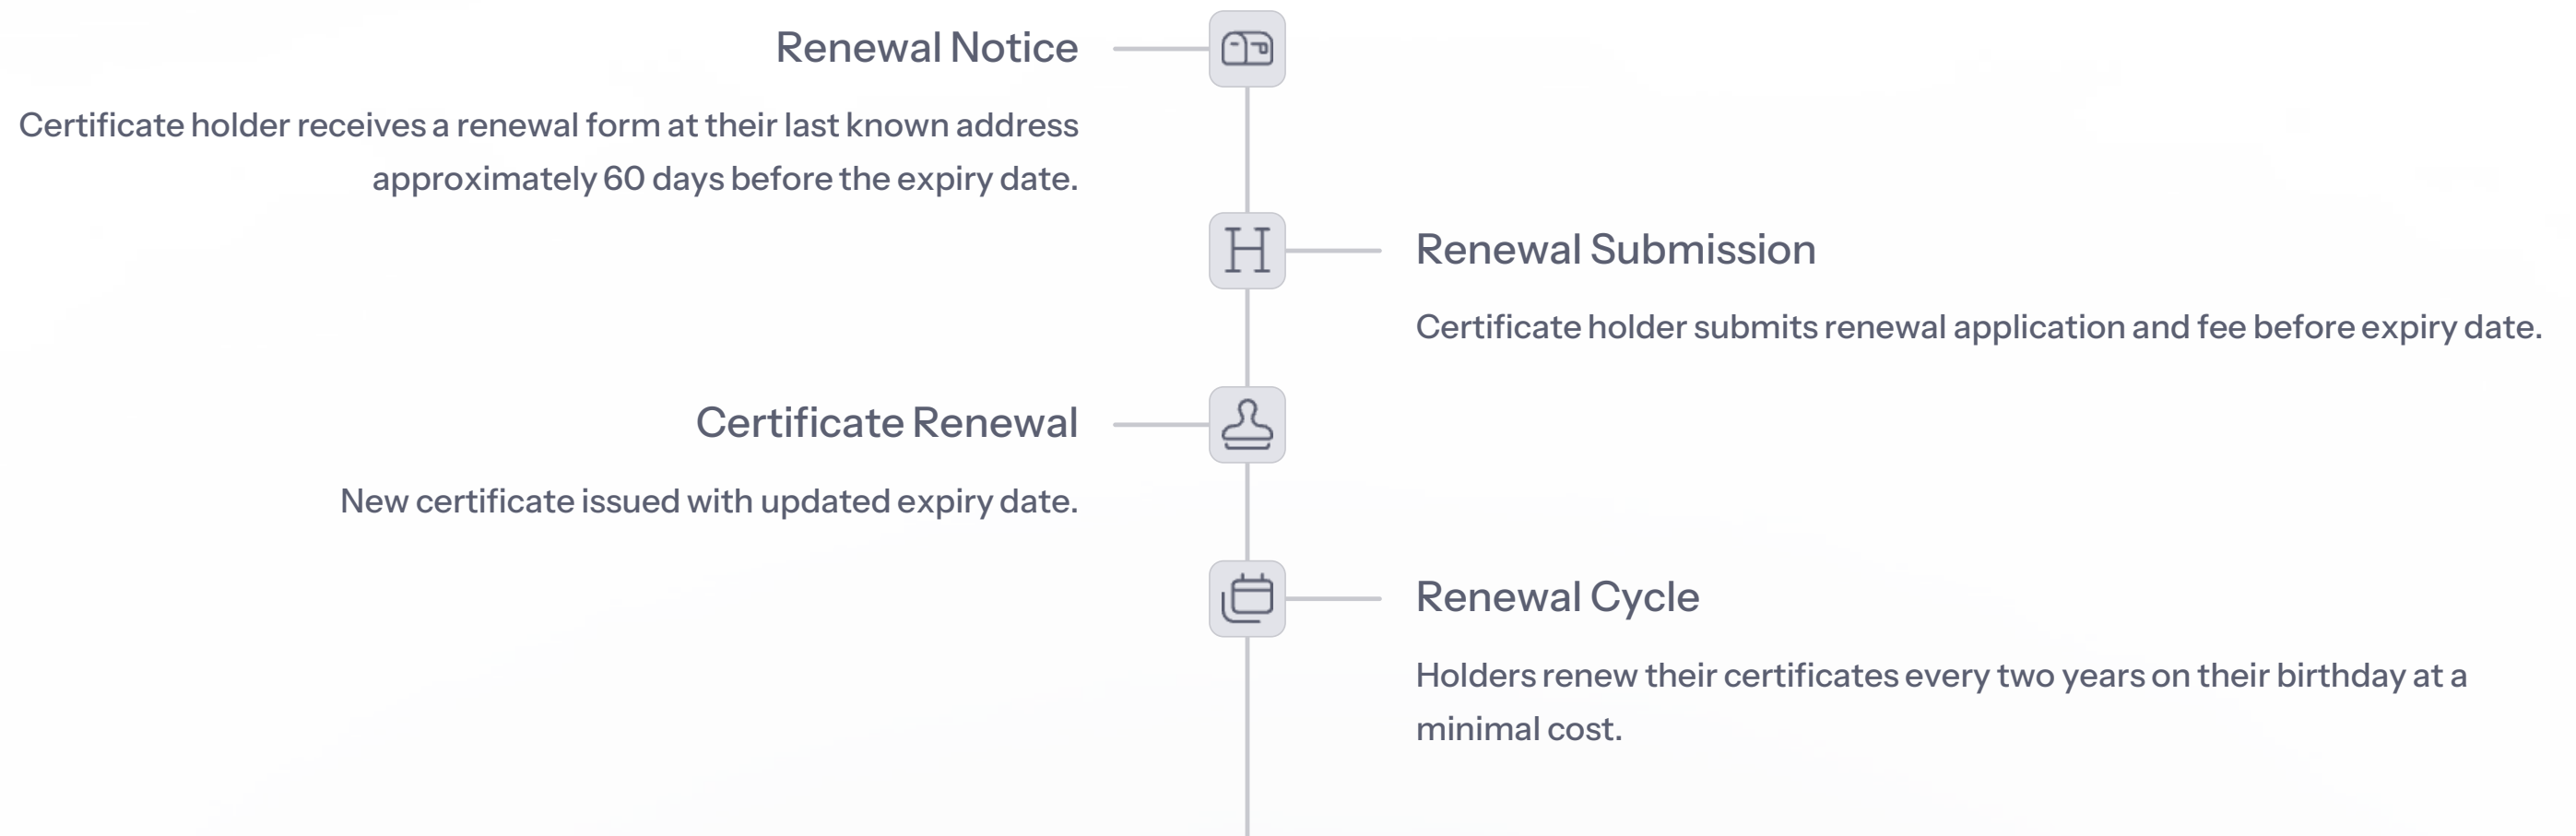 Renewal Notice
Certificate holder receives a renewal form at their last known address
approximately 60 days before the expiry date.
H
Renewal Submission
Certificate holder submits renewal application and fee before expiry date.
Certificate Renewal
New certificate issued with updated expiry date.
Renewal Cycle
Holders renew their certificates every two years on their birthday at a
minimal cost.